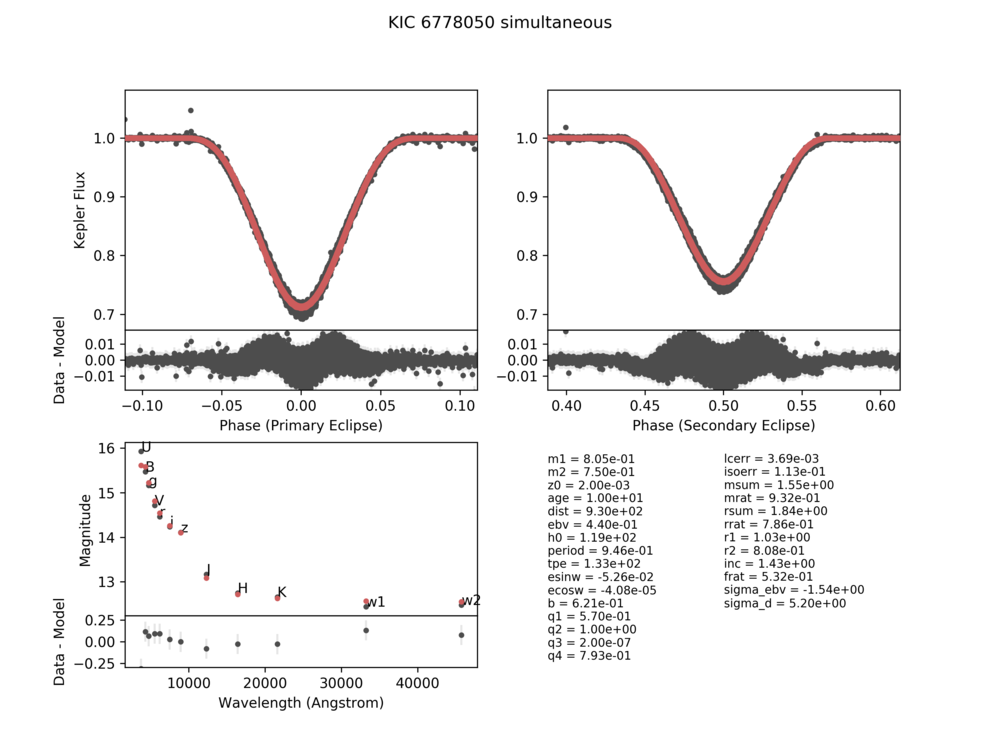 KIC 6778050 simultaneous
1.0
0.9
0.8
0.7
Kepler Flux
0.01
0.00
−0.01
Data - Model
−0.10
−0.05
0.00
0.05
0.10
Phase (Primary Eclipse)
1.0
0.9
0.8
0.7
0.01
0.00
−0.01
0.40
0.45
0.50
0.55
0.60
Phase (Secondary Eclipse)
16
15
14
13
Magnitude
U
B
g
V
r
i
z
J
H
K
w1
w2
0.25
0.00
−0.25
Data - Model
10000
20000
30000
40000
Wavelength (Angstrom)
m1 = 8.05e-01
m2 = 7.50e-01
z0 = 2.00e-03
age = 1.00e+01
dist = 9.30e+02
ebv = 4.40e-01
h0 = 1.19e+02
period = 9.46e-01
tpe = 1.33e+02
esinw = -5.26e-02
ecosw = -4.08e-05
b = 6.21e-01
q1 = 5.70e-01
q2 = 1.00e+00
q3 = 2.00e-07
q4 = 7.93e-01
lcerr = 3.69e-03
isoerr = 1.13e-01
msum = 1.55e+00
mrat = 9.32e-01
rsum = 1.84e+00
rrat = 7.86e-01
r1 = 1.03e+00
r2 = 8.08e-01
inc = 1.43e+00
frat = 5.32e-01
sigma_ebv = -1.54e+00
sigma_d = 5.20e+00